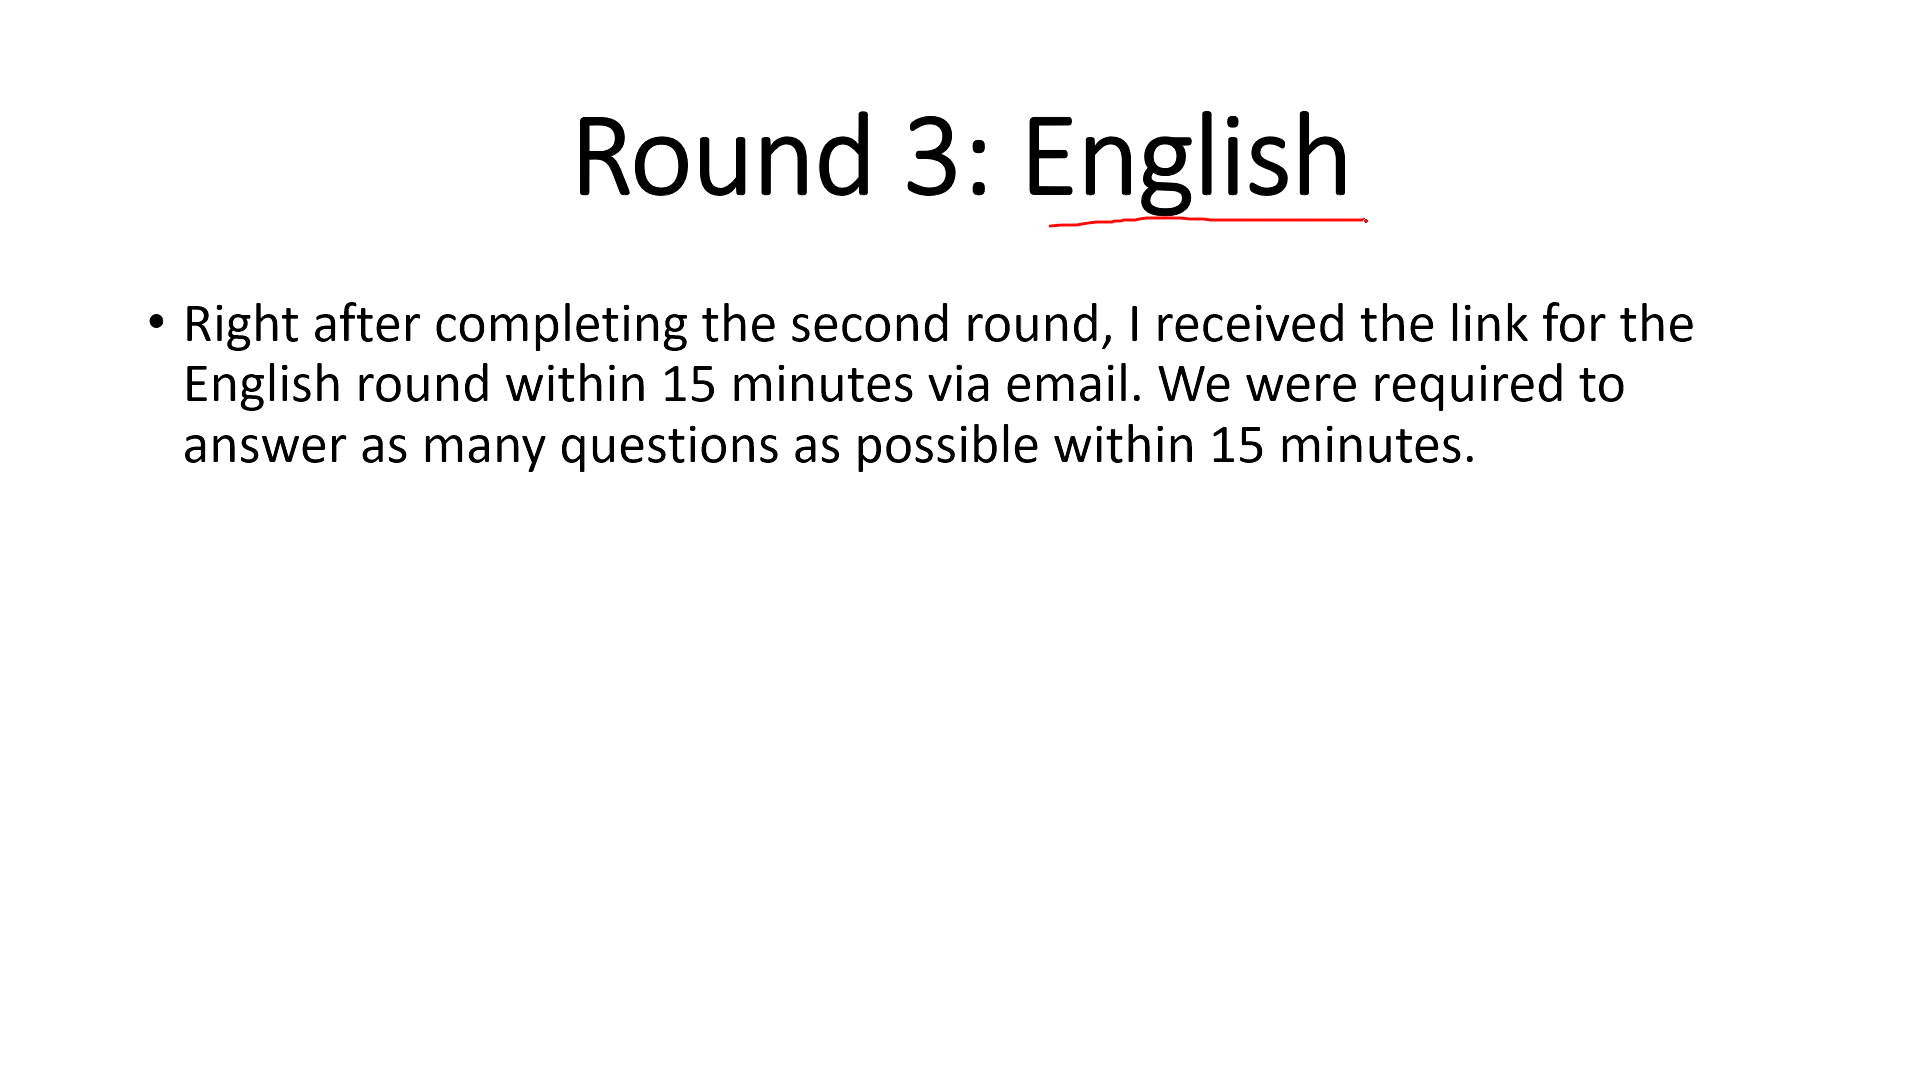 Round 3: English
• Right after completing the second round, I received the link for the
English round within 15 minutes via email. We were required to
answer as many questions as possible within 15 minutes.